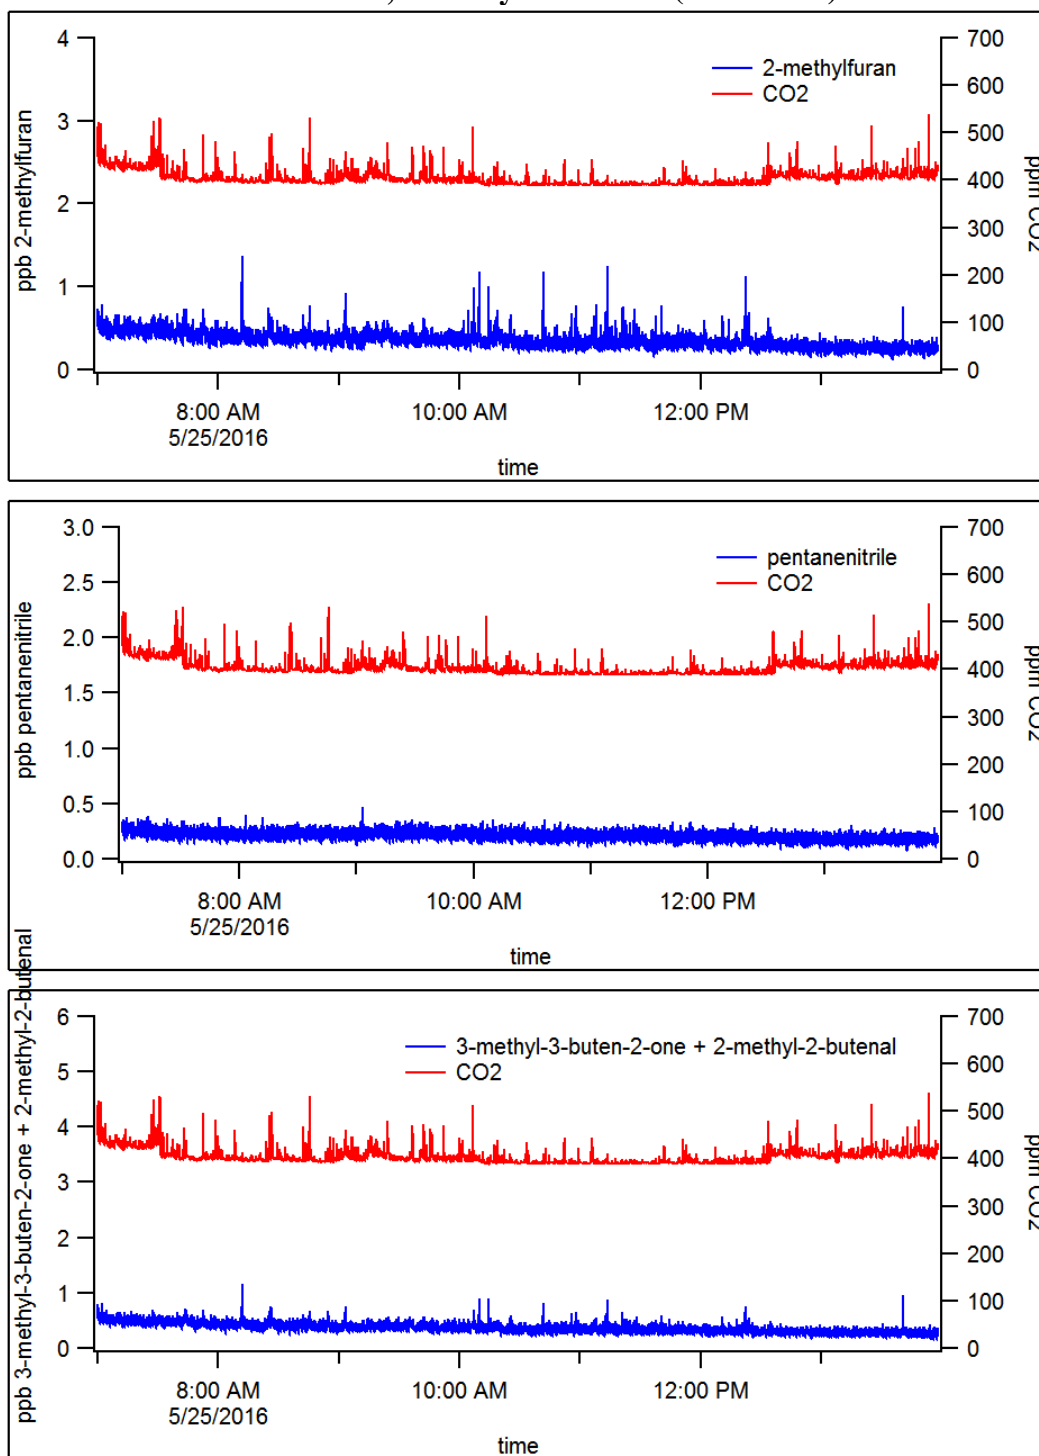 4
3
2
1
0
ppb 2-methylfuran
2-methylfuran
CO2
700
600
500
400
300
200
100
0
ppm CO2
8:00 AM
5/25/2016
10:00 AM
12:00 PM
time
3.0
2.5
2.0
1.5
1.0
0.5
0.0
ppb pentanenitrile
pentanenitrile
CO2
700
600
500
400
300
200
100
0
ppm CO2
8:00 AM
5/25/2016
10:00 AM
12:00 PM
time
6
5
4
3
2
1
0
ppb 3-methyl-3-buten-2-one + 2-methyl-2-butenal
3-methyl-3-buten-2-one + 2-methyl-2-butenal
CO2
700
600
500
400
300
200
100
0
ppm CO2
8:00 AM
5/25/2016
10:00 AM
12:00 PM
time